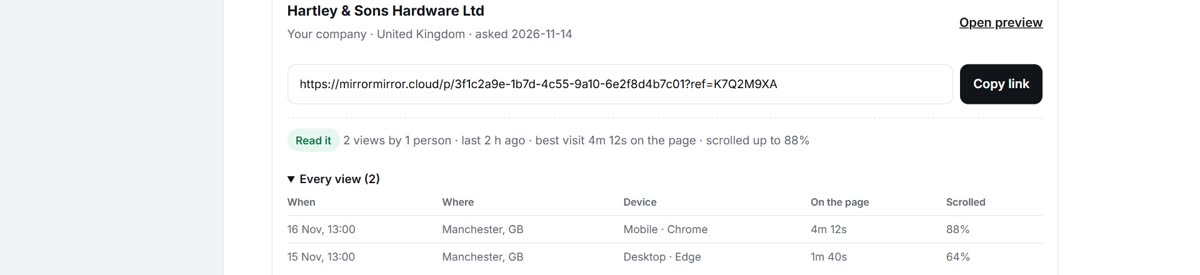 Hartley & Sons Hardware Ltd
Open preview
Your company · United Kingdom · asked 2026-11-14
https://mirrormirror.cloud/p/3f1c2a9e-1b7d-4c55-9a10-6e2f8d4b7c01?ref=K7Q2M9XA
Copy link
Read it 2 views by 1 person · last 2 h ago · best visit 4m 12s on the page · scrolled up to 88%
▼ Every view (2)
When Where Device On the page Scrolled
16 Nov, 13:00 Manchester, GB Mobile · Chrome 4m 12s 88%
15 Nov, 13:00 Manchester, GB Desktop · Edge 1m 40s 64%